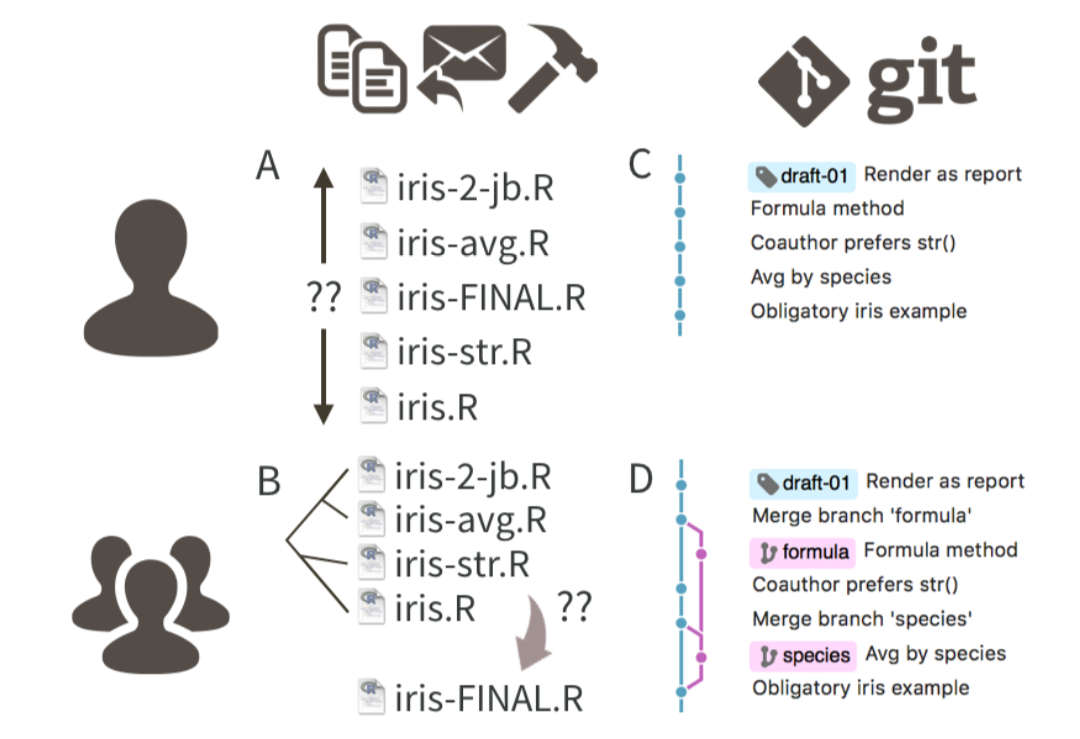 git
A
iris-2-jb.R
iris-avg.R
??
iris-FINAL.R
iris-str.R
iris.R
C
draft-01 Render as report
Formula method
Coauthor prefers str()
Avg by species
Obligatory iris example
B
iris-2-jb.R
iris-avg.R
iris-str.R
iris.R
??
iris-FINAL.R
D
draft-01 Render as report
Merge branch 'formula'
formula Formula method
Coauthor prefers str()
Merge branch 'species'
species Avg by species
Obligatory iris example